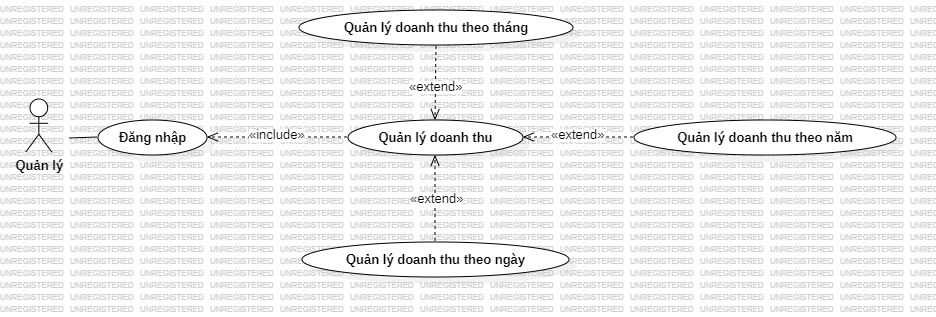 Quản lý doanh thu theo tháng
«extend»
Quản lý
Đăng nhập
«include»
Quản lý doanh thu
«extend»
Quản lý doanh thu theo năm
«extend»
Quản lý doanh thu theo ngày
UNREGISTERED